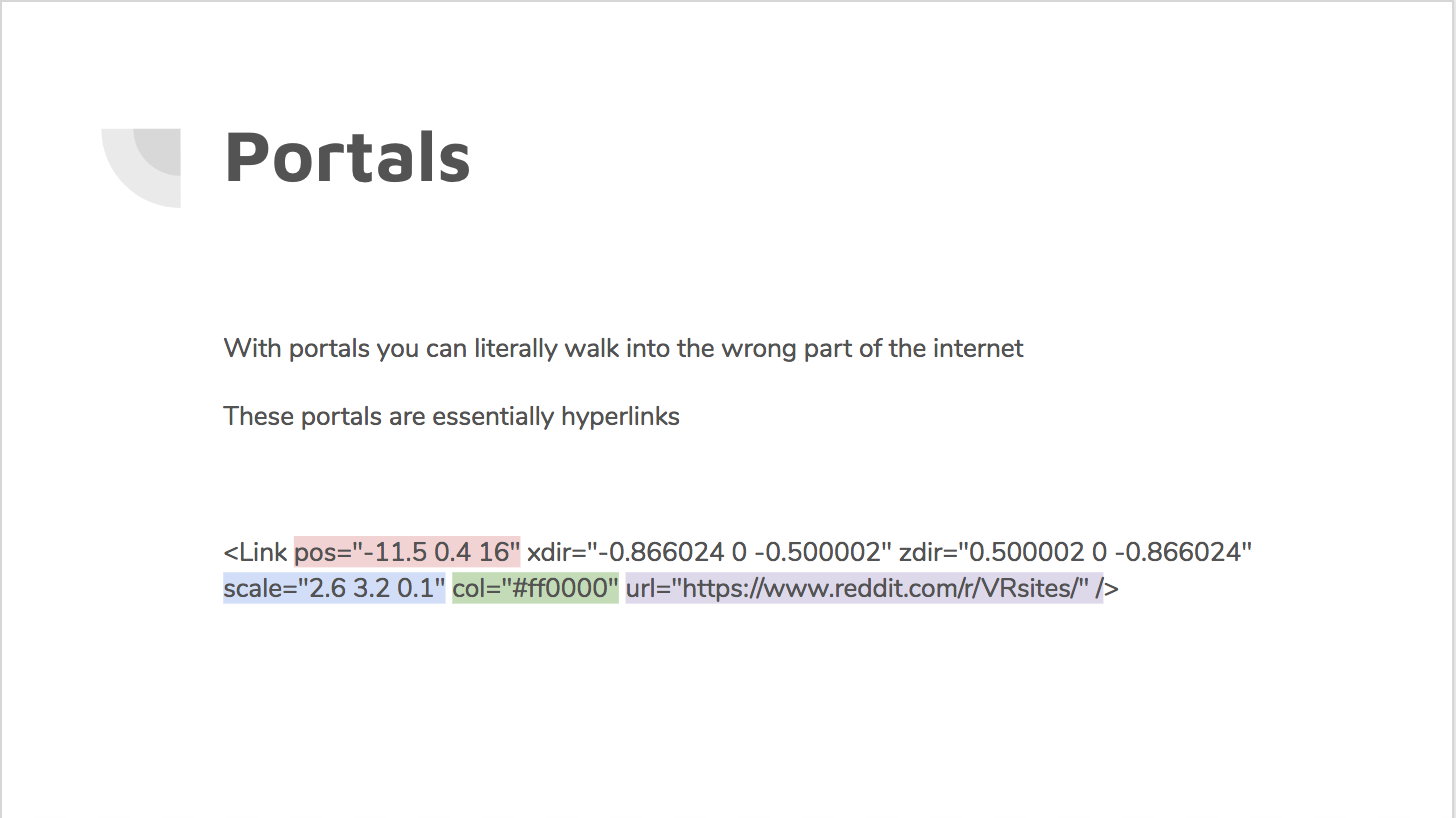 Portals
With portals you can literally walk into the wrong part of the internet
These portals are essentially hyperlinks
<Link pos="-11.5 0.4 16" xdir="-0.866024 0 -0.500002" zdir="0.500002 0 -0.866024"
scale="2.6 3.2 0.1" col="#ff0000" url="https://www.reddit.com/r/VRsites/" />